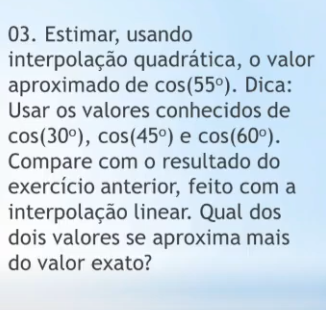 03. Estimar, usando
interpolação quadrática, o valor
aproximado de cos(55º). Dica:
Usar os valores conhecidos de
cos(30º), cos(45º) e cos(60º).
Compare com o resultado do
exercício anterior, feito com a
interpolação linear. Qual dos
dois valores se aproxima mais
do valor exato?